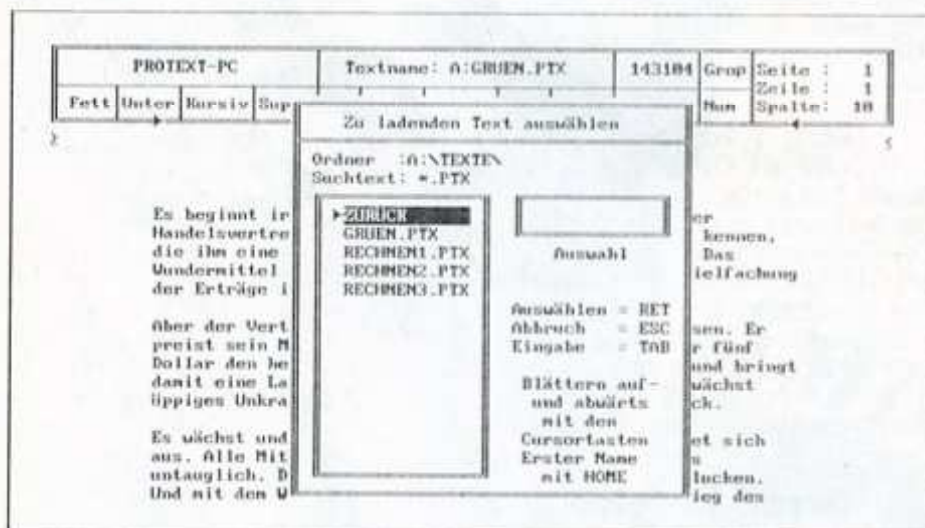 PROTEXT-PC
Textname: A:GRUEN.PTX
143104
Grop
Seite : 1
Zeile : 1
Fett Unter Kursiv Sup
Num
Spalte: 10
Zu ladenden Text auswählen
Ordner :A:\TEXTE\
Suchtext: *.PTX
ZURÜCK
GRUEN.PTX
RECHNEN1.PTX
RECHNEN2.PTX
RECHNEN3.PTX
Auswahl
Auswählen = RET
Abbruch = ESC
Eingabe = TAB
Blättern auf-
und abwärts
mit den
Cursortasten
Erster Name
mit HOME
Es beginnt ir
er
Handelsvertre
kennen,
die ihm eine
Das
Wundermittel
ielfachung
der Erträge i
Aber der Vert
sen. Er
preist sein M
r fünf
Dollar den he
und bringt
damit eine La
wächst
üppiges Unkra
ck.
Es wächst und
et sich
aus. Alle Mit
s
untauglich. D
lucken.
Und mit dem W
ieg des